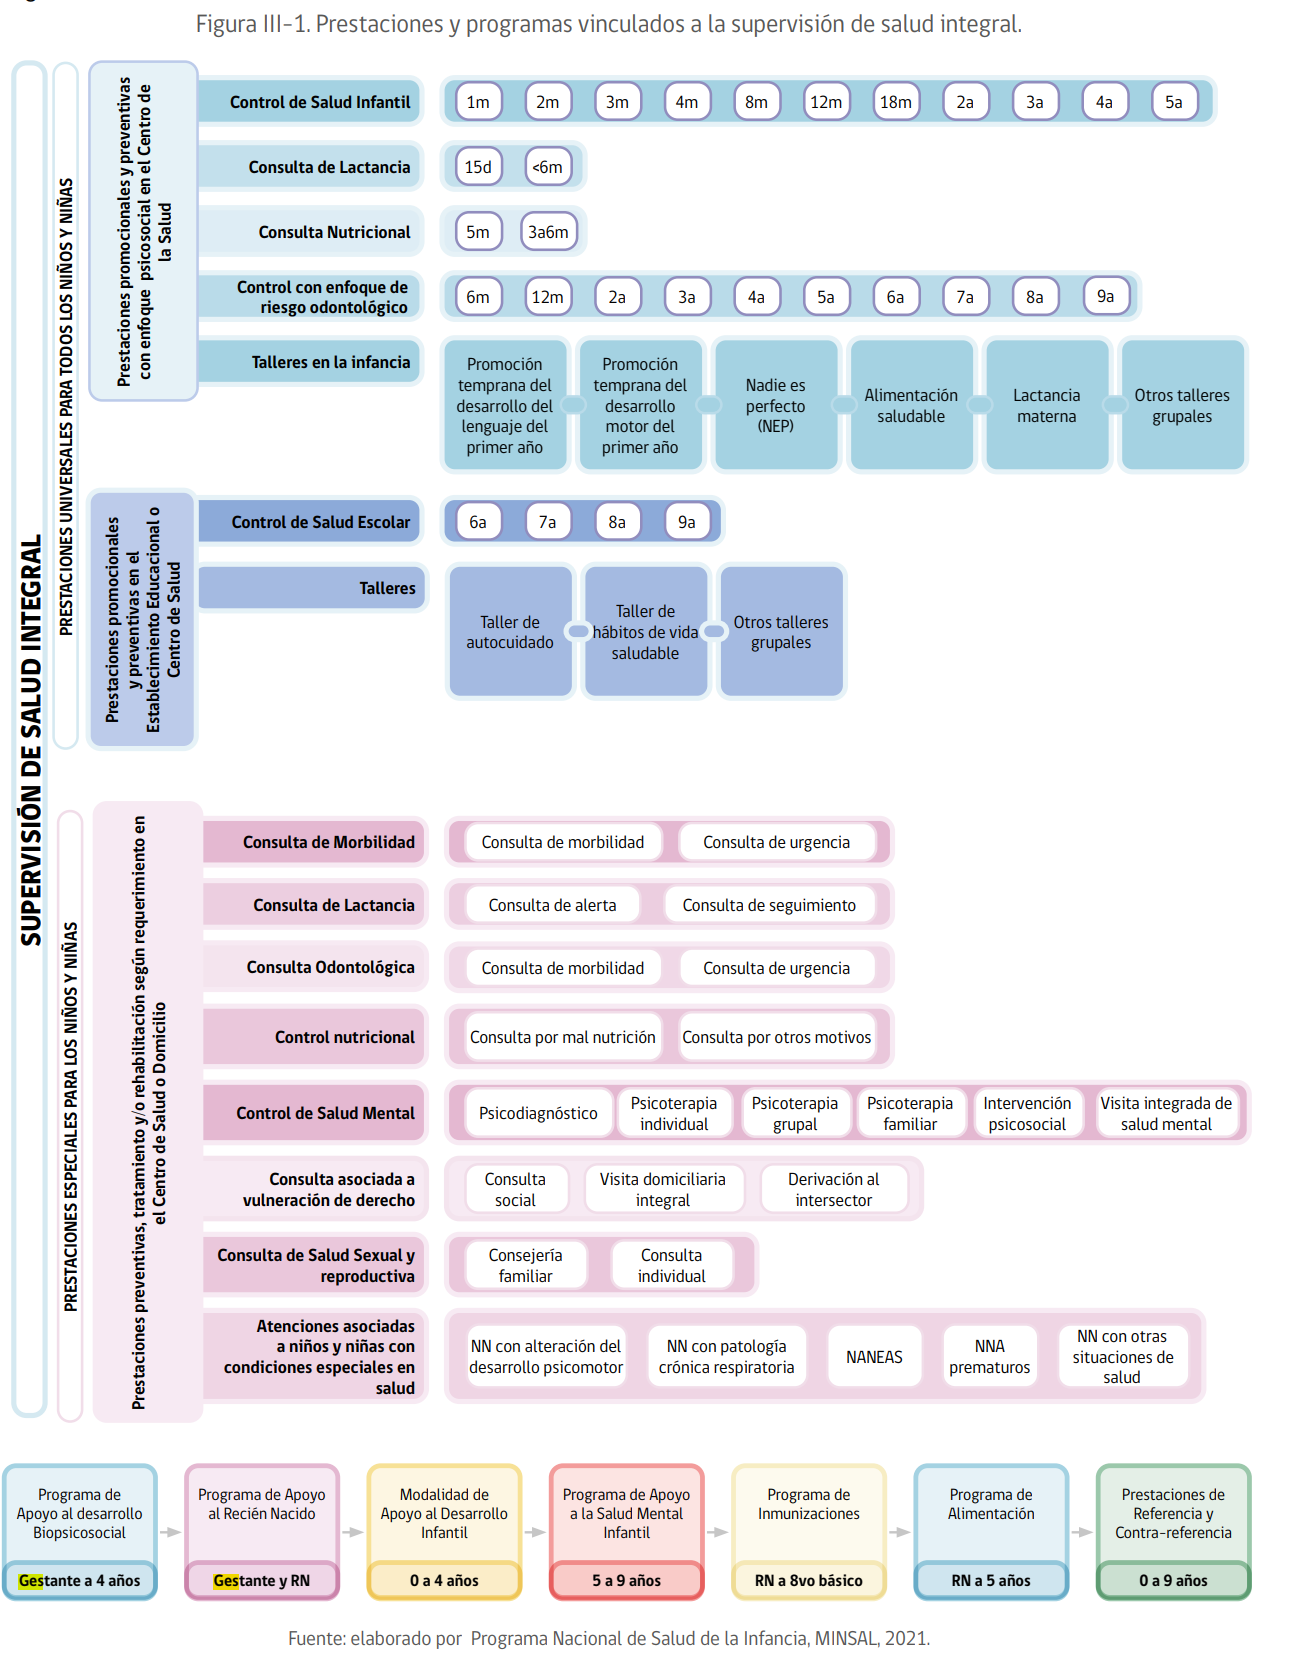 Figura III-1. Prestaciones y programas vinculados a la supervisión de salud integral.
SUPERVISIÓN DE SALUD INTEGRAL
PRESTACIONES UNIVERSALES PARA TODOS LOS NIÑOS Y NIÑAS
Prestaciones promocionales y preventivas
con enfoque psicosocial en el Centro de
la Salud
Control de Salud Infantil
1m 2m 3m 4m 8m 12m 18m 2a 3a 4a 5a
Consulta de Lactancia
15d <6m
Consulta Nutricional
5m 3a6m
Control con enfoque de
riesgo odontológico
6m 12m 2a 3a 4a 5a 6a 7a 8a 9a
Talleres en la infancia
Promoción
temprana del
desarrollo del
lenguaje del
primer año
Promoción
temprana del
desarrollo
motor del
primer año
Nadie es
perfecto
(NEP)
Alimentación
saludable
Lactancia
materna
Otros talleres
grupales
Prestaciones promocionales
y preventivas en el
Establecimiento Educacional o
Centro de Salud
Control de Salud Escolar
6a 7a 8a 9a
Talleres
Taller de
autocuidado
Taller de
hábitos de vida
saludable
Otros talleres
grupales
PRESTACIONES ESPECIALES PARA LOS NIÑOS Y NIÑAS
Prestaciones preventivas, tratamiento y/o rehabilitación según requerimiento en
el Centro de Salud o Domicilio
Consulta de Morbilidad
Consulta de morbilidad
Consulta de urgencia
Consulta de Lactancia
Consulta de alerta
Consulta de seguimiento
Consulta Odontológica
Consulta de morbilidad
Consulta de urgencia
Control nutricional
Consulta por mal nutrición
Consulta por otros motivos
Control de Salud Mental
Psicodiagnóstico
Psicoterapia
individual
Psicoterapia
grupal
Psicoterapia
familiar
Intervención
psicosocial
Visita integrada de
salud mental
Consulta asociada a
vulneración de derecho
Consulta
social
Visita domiciliaria
integral
Derivación al
intersector
Consulta de Salud Sexual y
reproductiva
Consejería
familiar
Consulta
individual
Atenciones asociadas
a niños y niñas con
condiciones especiales en
salud
NN con alteración del
desarrollo psicomotor
NN con patología
crónica respiratoria
NANEAS
NNA
prematuros
NN con otras
situaciones de
salud
Programa de
Apoyo al desarrollo
Biopsicosocial
Gestante a 4 años
Programa de Apoyo
al Recién Nacido
Gestante y RN
Modalidad de
Apoyo al Desarrollo
Infantil
0 a 4 años
Programa de Apoyo
a la Salud Mental
Infantil
5 a 9 años
Programa de
Inmunizaciones
RN a 8vo básico
Programa de
Alimentación
RN a 5 años
Prestaciones de
Referencia y
Contra-referencia
0 a 9 años
Fuente: elaborado por Programa Nacional de Salud de la Infancia, MINSAL, 2021.